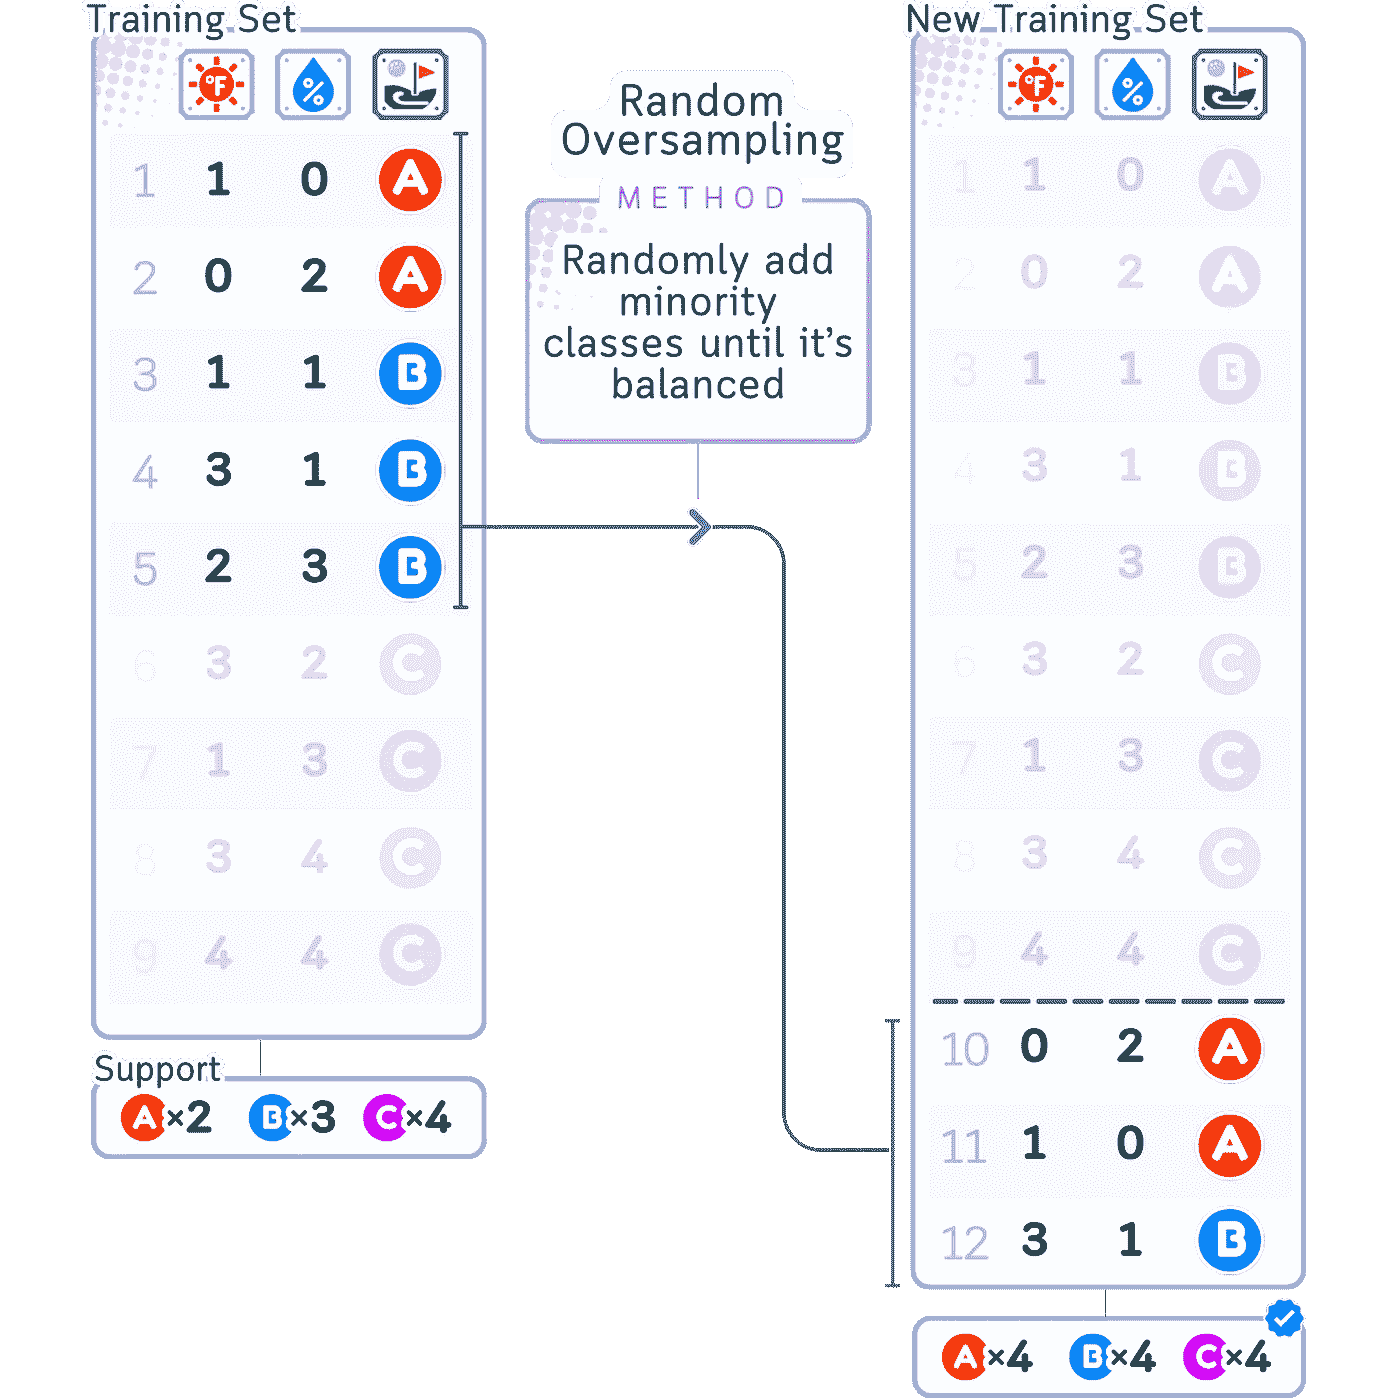 Training Set
°F %
1 1 0 A
2 0 2 A
3 1 1 B
4 3 1 B
5 2 3 B
6 3 2 C
7 1 3 C
8 3 4 C
9 4 4 C
Support
A×2 B×3 C×4
Random
Oversampling
METHOD
Randomly add
minority
classes until it's
balanced
New Training Set
°F %
1 1 0 A
2 0 2 A
3 1 1 B
4 3 1 B
5 2 3 B
6 3 2 C
7 1 3 C
8 3 4 C
9 4 4 C
10 0 2 A
11 1 0 A
12 3 1 B
A×4 B×4 C×4